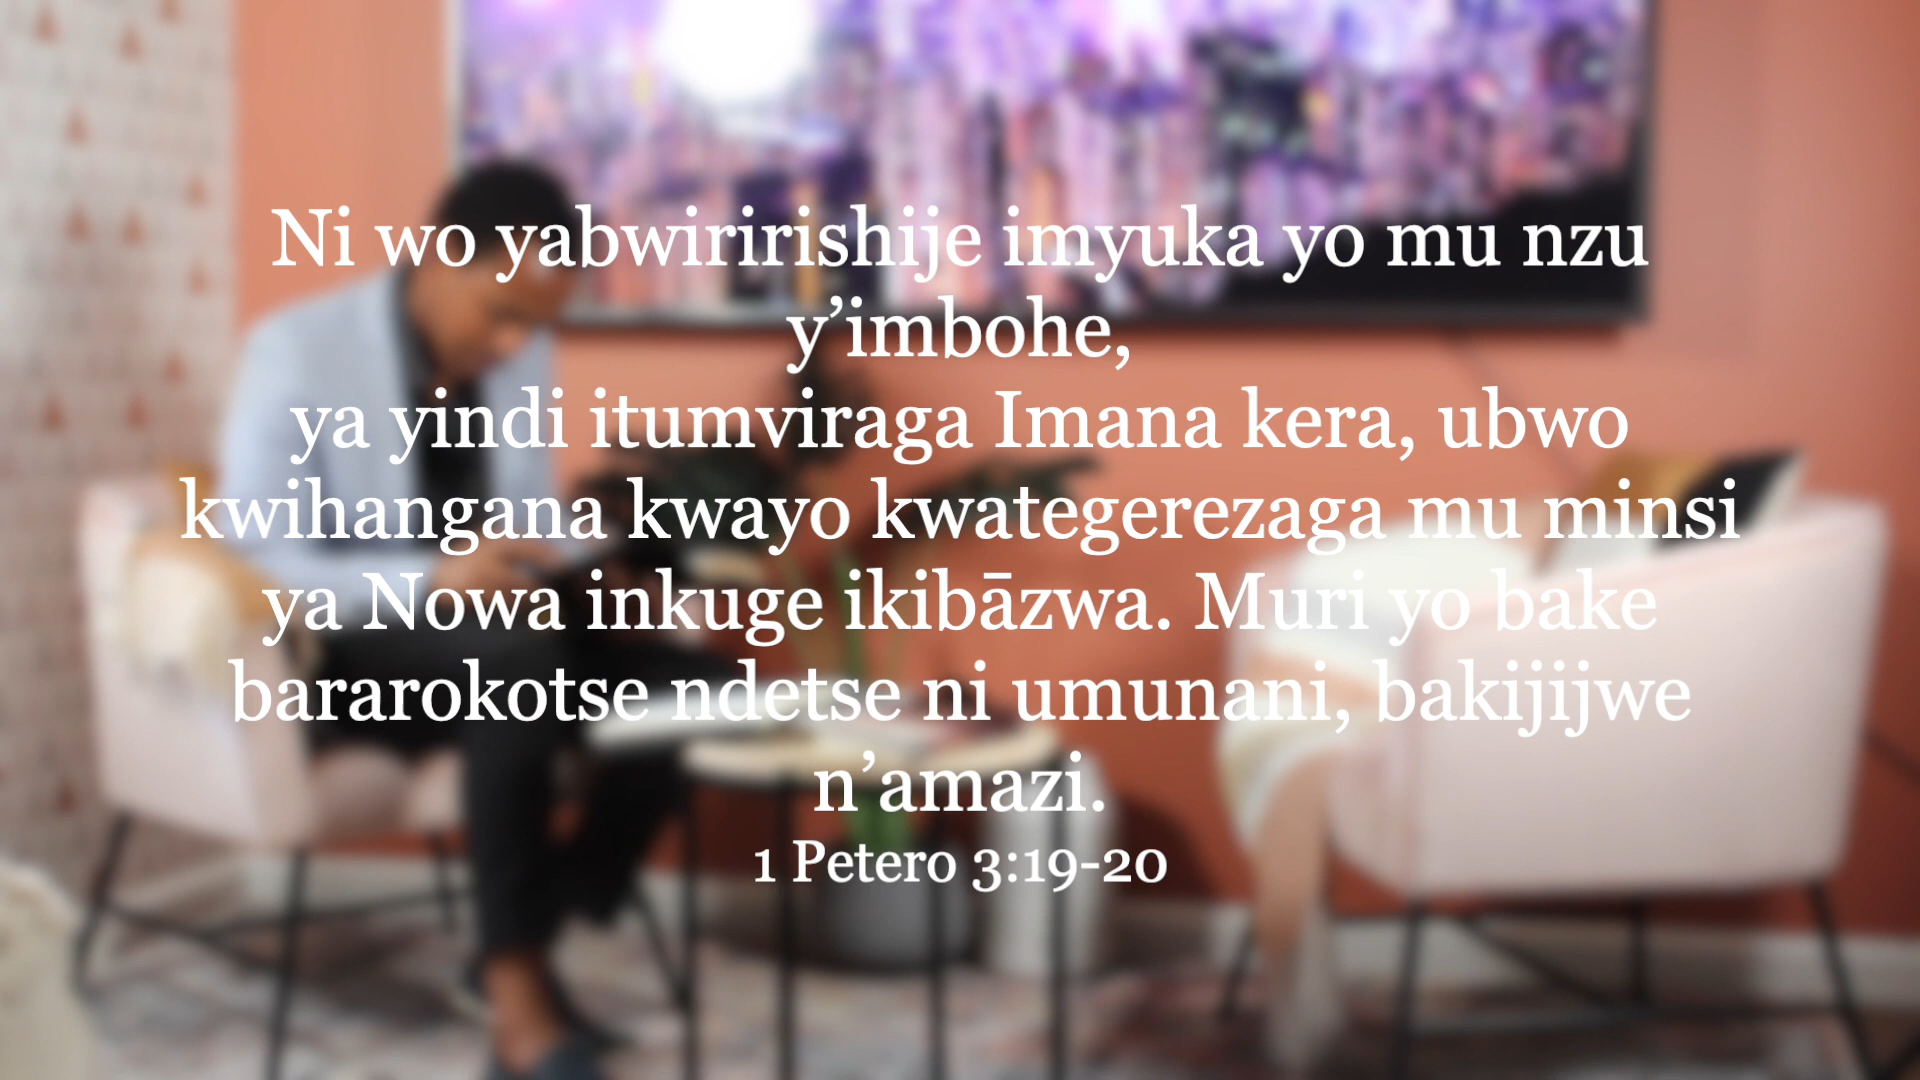 Ni wo yabwiririshije imyuka yo mu nzu
y’imbohe,
ya yindi itumviraga Imana kera, ubwo
kwihangana kwayo kwategerezaga mu minsi
ya Nowa inkuge ikibāzwa. Muri yo bake
bararokotse ndetse ni umunani, bakijijwe
n’amazi.
1 Petero 3:19-20